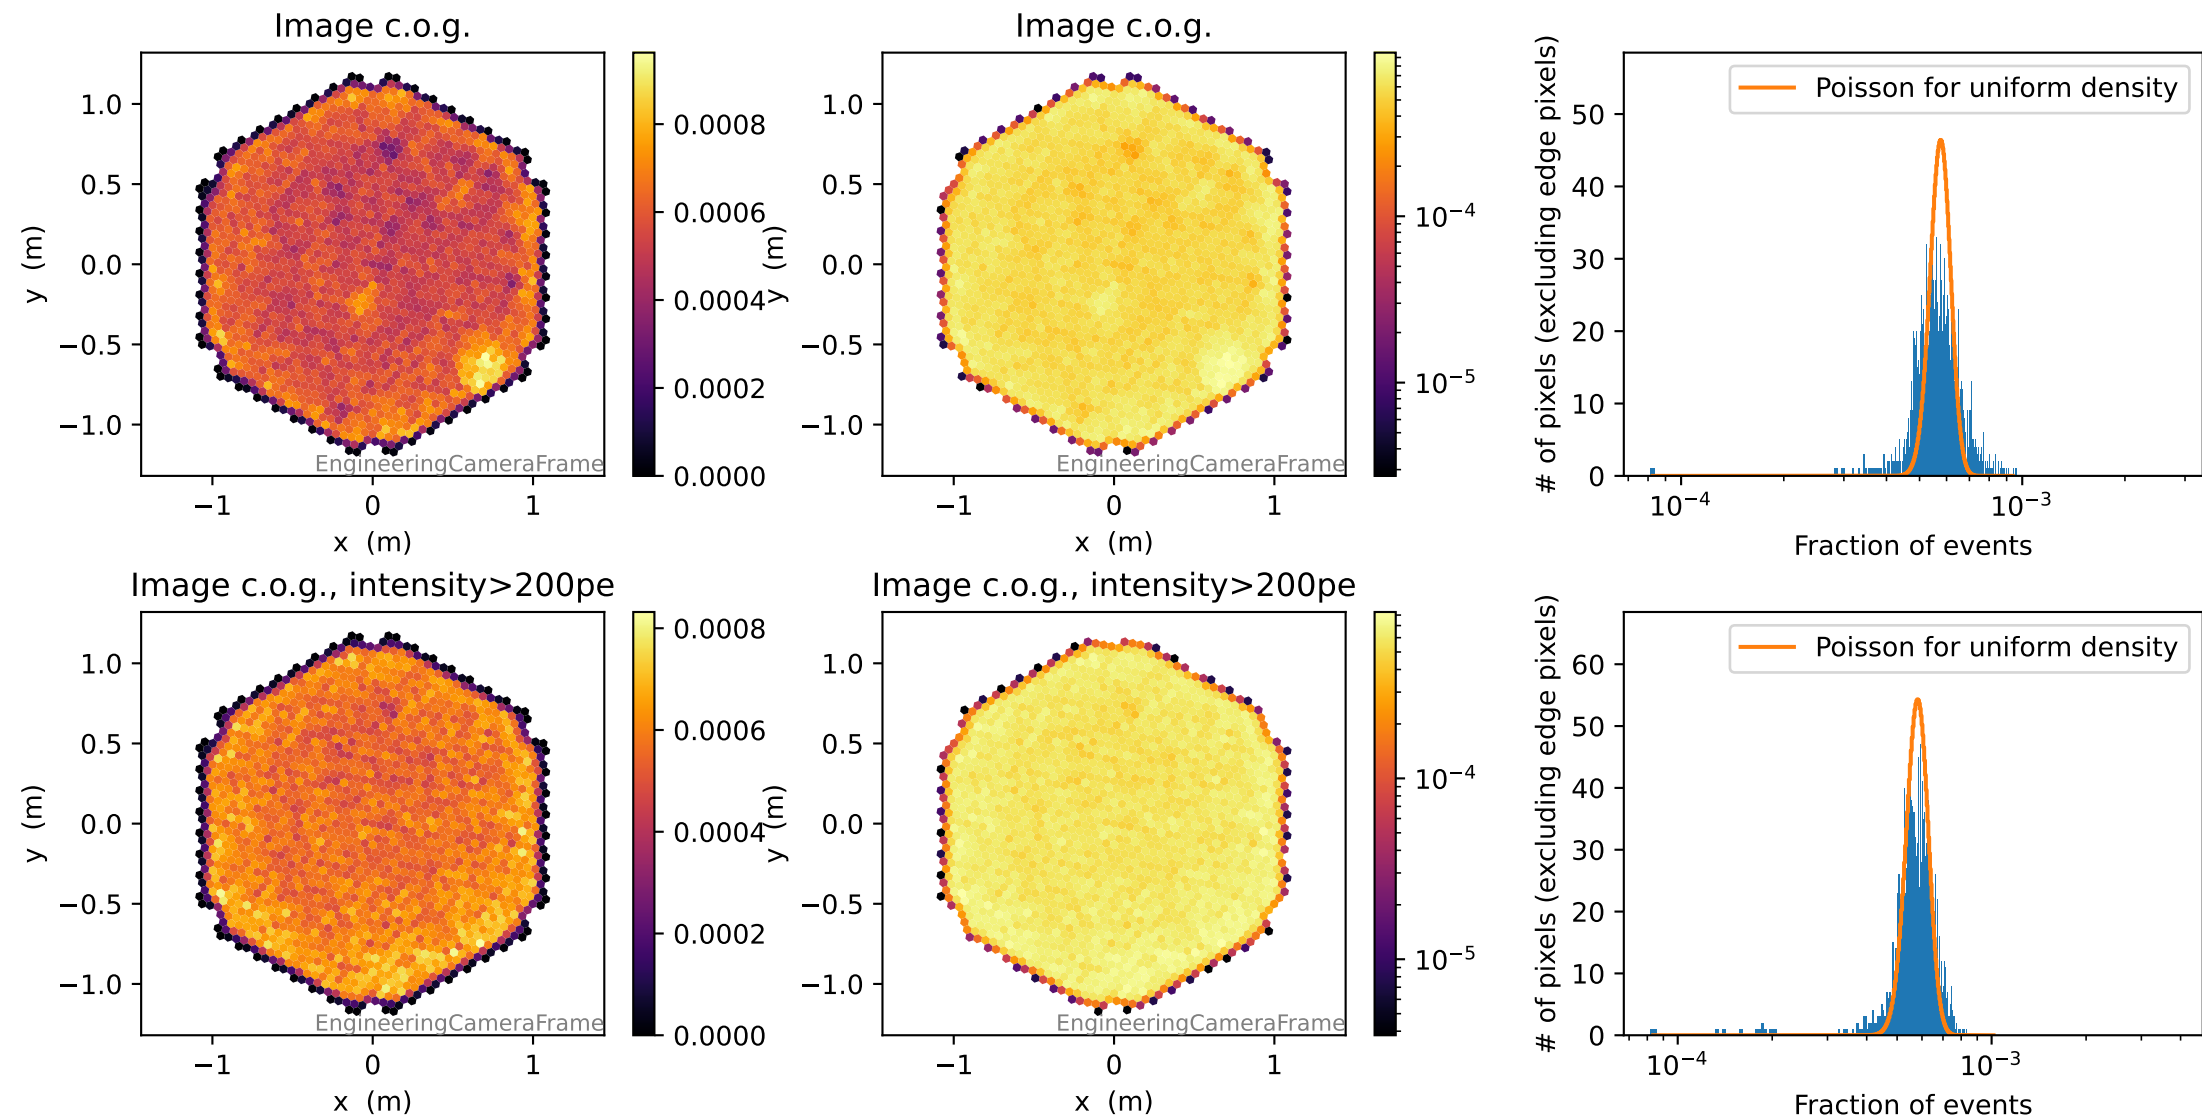 Image c.o.g.
1.0
0.5
0.0
−0.5
−1.0
y (m)
−1
0
1
x (m)
EngineeringCameraFrame
0.0008
0.0006
0.0004
0.0002
0.0000
Image c.o.g.
1.0
0.5
0.0
−0.5
−1.0
y (m)
−1
0
1
x (m)
EngineeringCameraFrame
10⁻⁴
10⁻⁵
Poisson for uniform density
50
40
30
20
10
0
# of pixels (excluding edge pixels)
10⁻⁴
10⁻³
Fraction of events
Image c.o.g., intensity>200pe
1.0
0.5
0.0
−0.5
−1.0
y (m)
−1
0
1
x (m)
EngineeringCameraFrame
0.0008
0.0006
0.0004
0.0002
0.0000
Image c.o.g., intensity>200pe
1.0
0.5
0.0
−0.5
−1.0
y (m)
−1
0
1
x (m)
EngineeringCameraFrame
10⁻⁴
10⁻⁵
Poisson for uniform density
60
50
40
30
20
10
0
# of pixels (excluding edge pixels)
10⁻⁴
10⁻³
Fraction of events